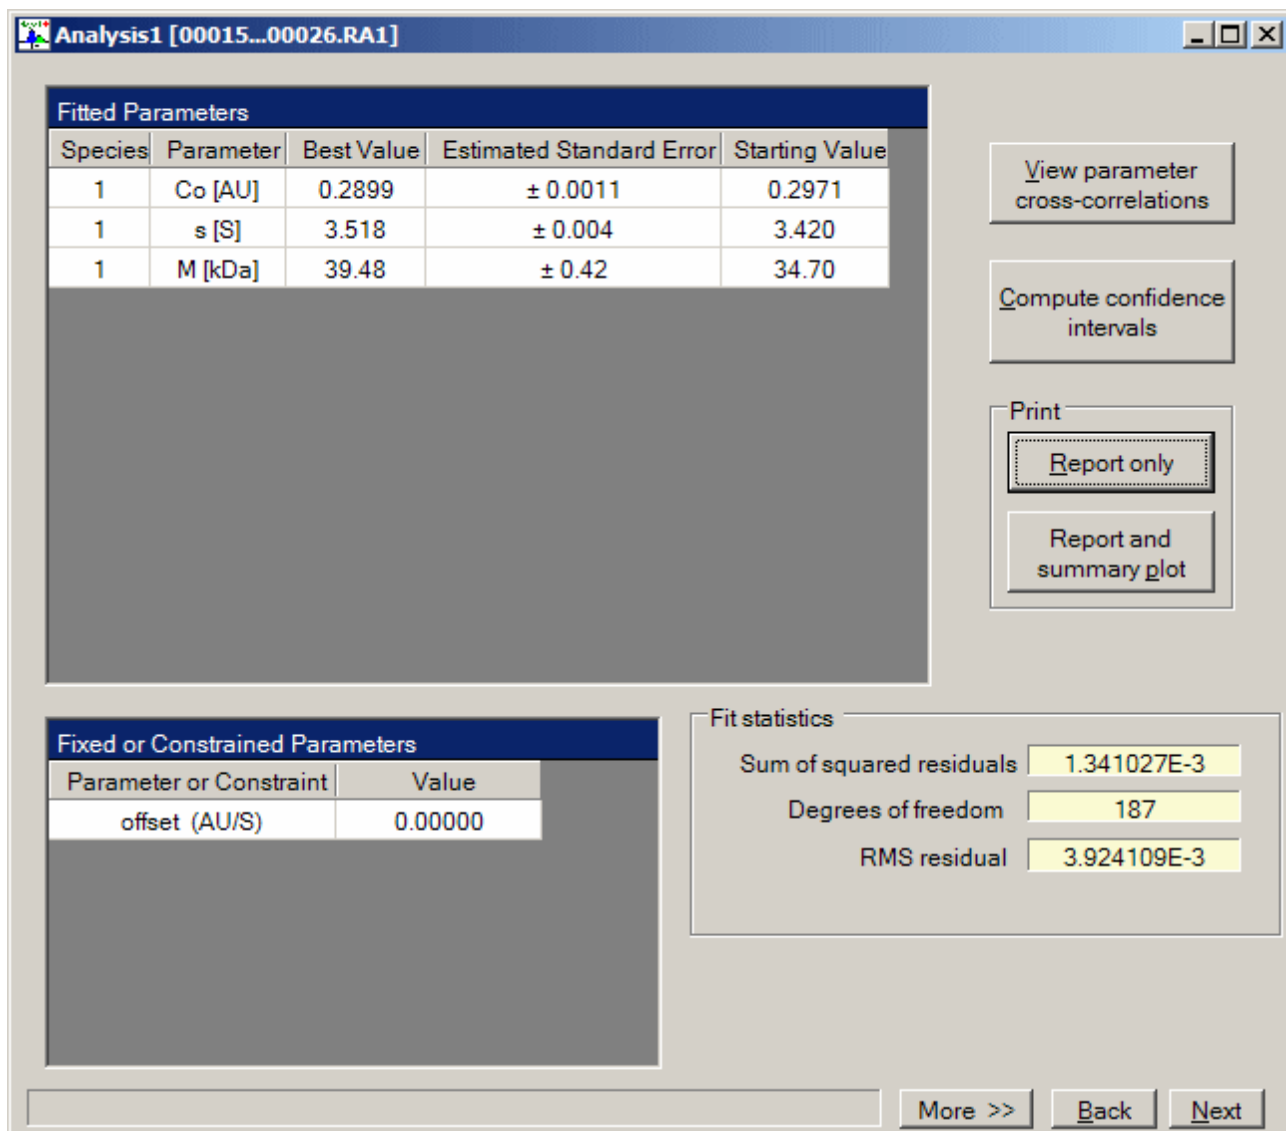 Analysis1 [00015...00026.RA1]
Fitted Parameters
Species Parameter Best Value Estimated Standard Error Starting Value
1 Co [AU] 0.2899 ± 0.0011 0.2971
1 s [S] 3.518 ± 0.004 3.420
1 M [kDa] 39.48 ± 0.42 34.70
View parameter
cross-correlations
Compute confidence
intervals
Print
Report only
Report and
summary plot
Fixed or Constrained Parameters
Parameter or Constraint Value
offset (AU/S) 0.00000
Fit statistics
Sum of squared residuals 1.341027E-3
Degrees of freedom 187
RMS residual 3.924109E-3
More >> Back Next